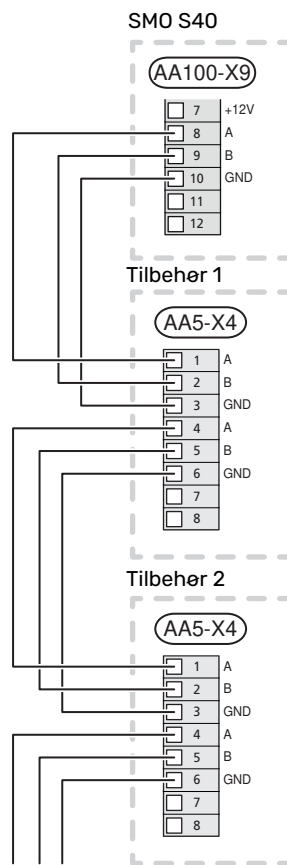 SMO S40
AA100-X9
7 +12V
8 A
9 B
10 GND
11
12
Tilbehør 1
AA5-X4
1 A
2 B
3 GND
4 A
5 B
6 GND
7
8
Tilbehør 2
AA5-X4
1 A
2 B
3 GND
4 A
5 B
6 GND
7
8